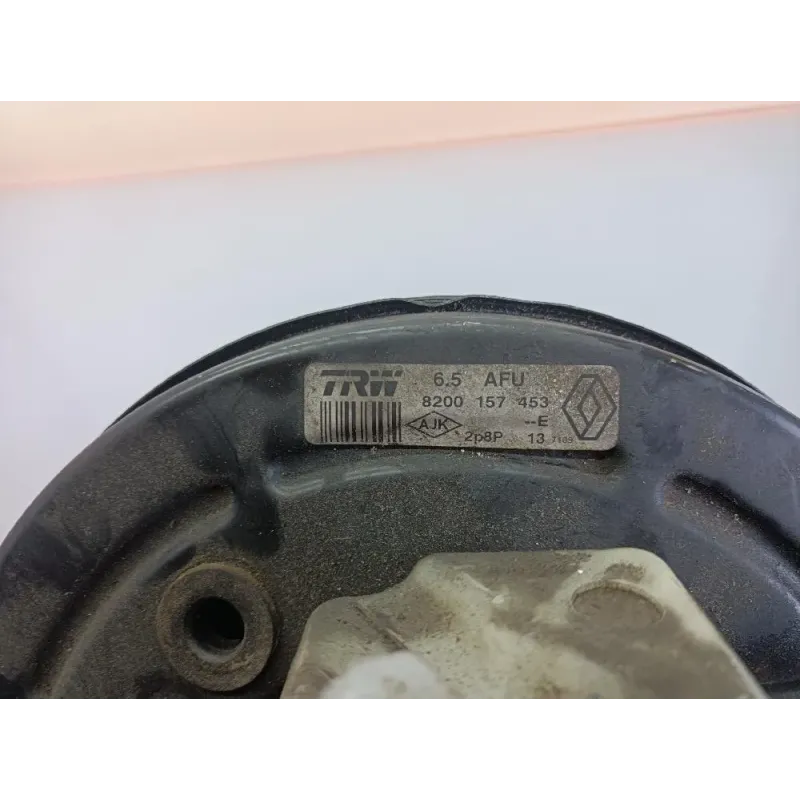 TRW 6.5 AFU
8200 157 453
AJK --E
2p8P 13